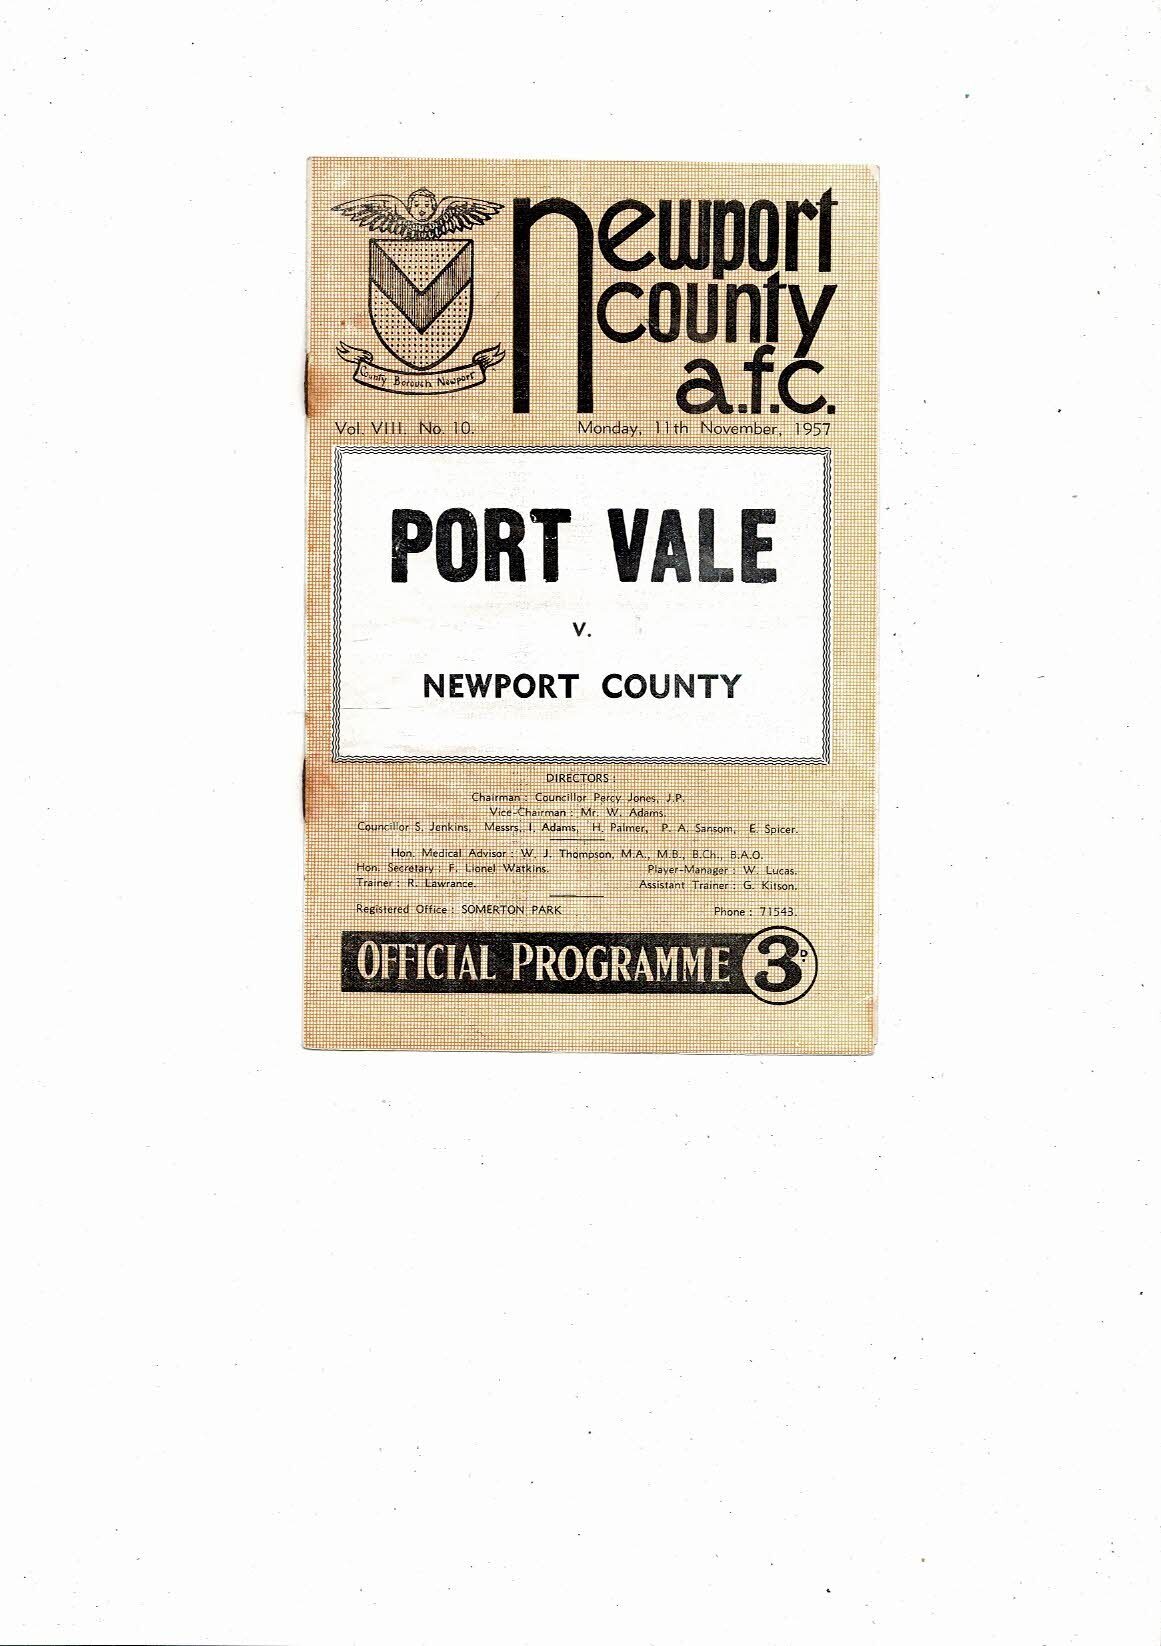 Newport
County
a.f.c.
County Borough Newport
Vol. VIII. No. 10.
Monday, 11th November, 1957
PORT VALE
v.
NEWPORT COUNTY
DIRECTORS :
Chairman : Councillor Percy Jones, J.P.
Vice-Chairman : Mr. W. Adams.
Councillor S. Jenkins, Messrs. I. Adams, H. Palmer, P. A. Sansom, E. Spicer.
Hon. Medical Advisor : W. J. Thompson, M.A., M.B., B.Ch., B.A.O.
Hon. Secretary : F. Lionel Watkins. Player-Manager : W. Lucas.
Trainer : R. Lawrance. Assistant Trainer : G. Kitson.
Registered Office : SOMERTON PARK Phone : 71543.
OFFICIAL PROGRAMME 3D.